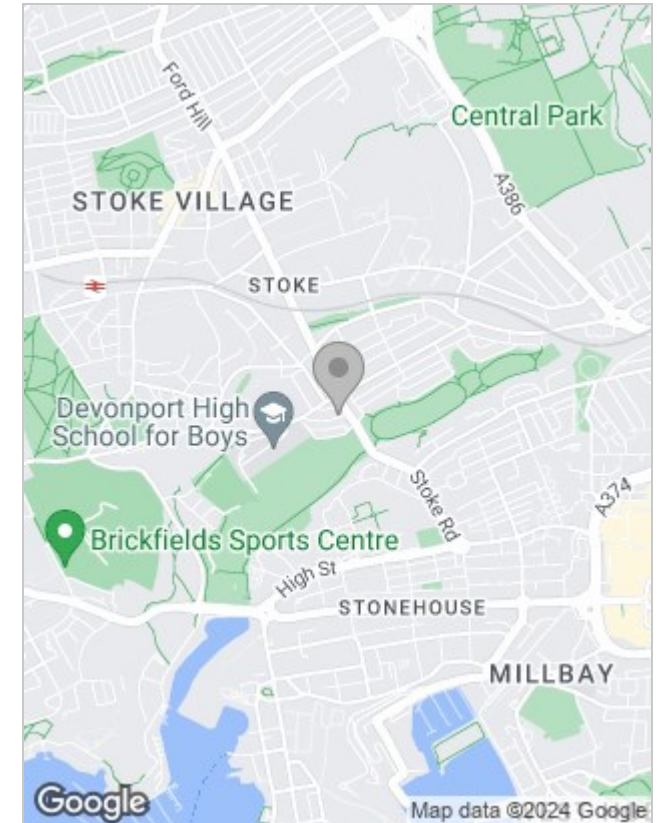 Ford Hill
Central Park
A386
STOKE VILLAGE
STOKE
Devonport High
School for Boys
Stoke Rd
A374
Brickfields Sports Centre
High St
STONEHOUSE
MILLBAY
Google
Map data ©2024 Google